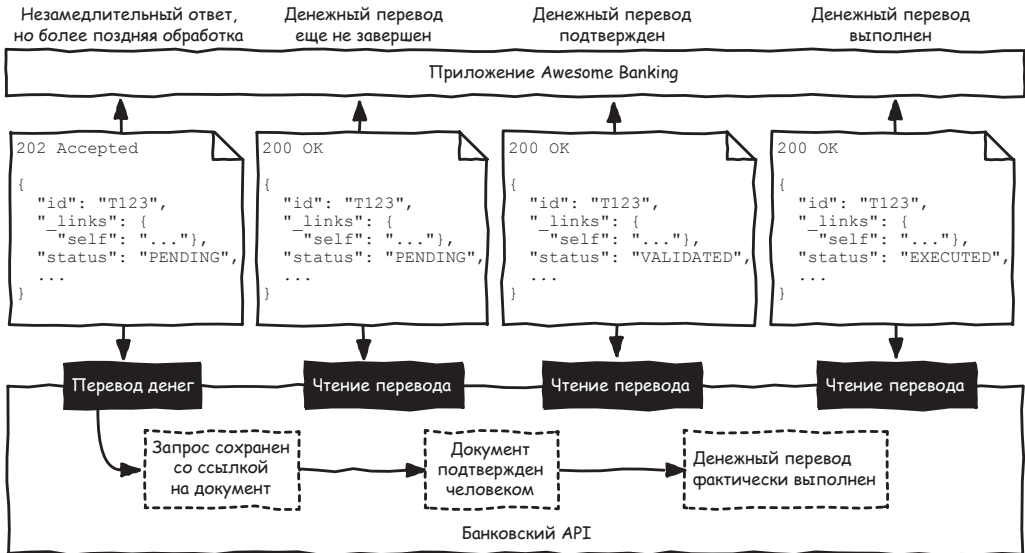 Незамедлительный ответ,
но более поздняя обработка
Денежный перевод
еще не завершен
Денежный перевод
подтвержден
Денежный перевод
выполнен
Приложение Awesome Banking
202 Accepted
{
"id": "T123",
"_links": {
"self": "..."},
"status": "PENDING",
...
}
200 OK
{
"id": "T123",
"_links": {
"self": "..."},
"status": "PENDING",
...
}
200 OK
{
"id": "T123",
"_links": {
"self": "..."},
"status": "VALIDATED",
...
}
200 OK
{
"id": "T123",
"_links": {
"self": "..."},
"status": "EXECUTED",
...
}
Перевод денег
Чтение перевода
Чтение перевода
Чтение перевода
Запрос сохранен
со ссылкой
на документ
Документ
подтвержден
человеком
Денежный перевод
фактически выполнен
Банковский API